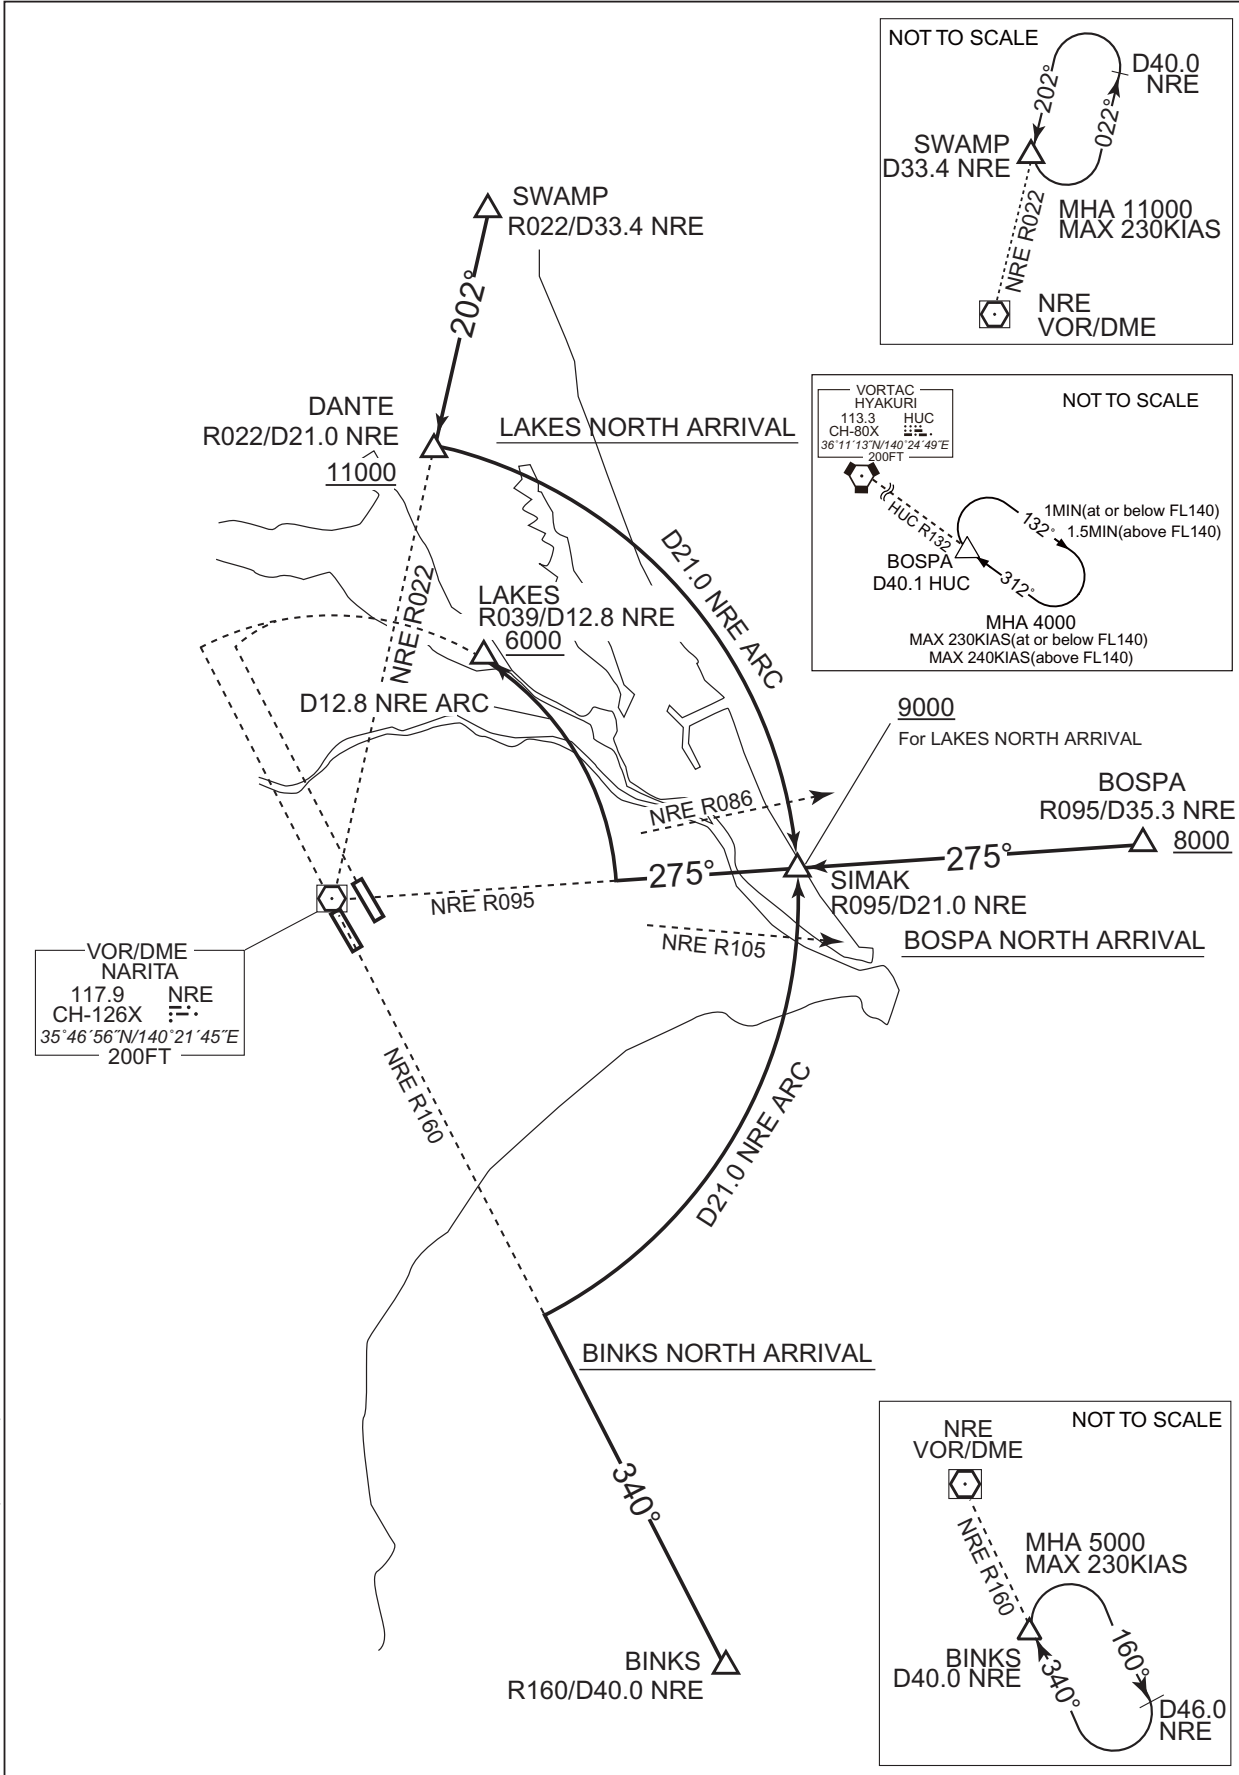 NOT TO SCALE
D40.0
NRE
202°
022°
SWAMP
D33.4 NRE
MHA 11000
MAX 230KIAS
NRE R022
NRE
VOR/DME
SWAMP
R022/D33.4 NRE
202°
DANTE
R022/D21.0 NRE
11000
LAKES NORTH ARRIVAL
VORTAC
HYAKURI
113.3 HUC
CH-80X
36°11´13˝N/140°24´49˝E
200FT
NOT TO SCALE
HUC R132
132°
1MIN(at or below FL140)
1.5MIN(above FL140)
BOSPA
D40.1 HUC
312°
MHA 4000
MAX 230KIAS(at or below FL140)
MAX 240KIAS(above FL140)
D21.0 NRE ARC
NRE R022
LAKES
R039/D12.8 NRE
6000
D12.8 NRE ARC
9000
For LAKES NORTH ARRIVAL
BOSPA
R095/D35.3 NRE
8000
NRE R086
275°
275°
SIMAK
R095/D21.0 NRE
NRE R095
NRE R105
BOSPA NORTH ARRIVAL
VOR/DME
NARITA
117.9 NRE
CH-126X
35°46´56˝N/140°21´45˝E
200FT
NRE R160
D21.0 NRE ARC
BINKS NORTH ARRIVAL
340°
BINKS
R160/D40.0 NRE
NOT TO SCALE
NRE
VOR/DME
NRE R160
MHA 5000
MAX 230KIAS
BINKS
D40.0 NRE
160°
340°
D46.0
NRE